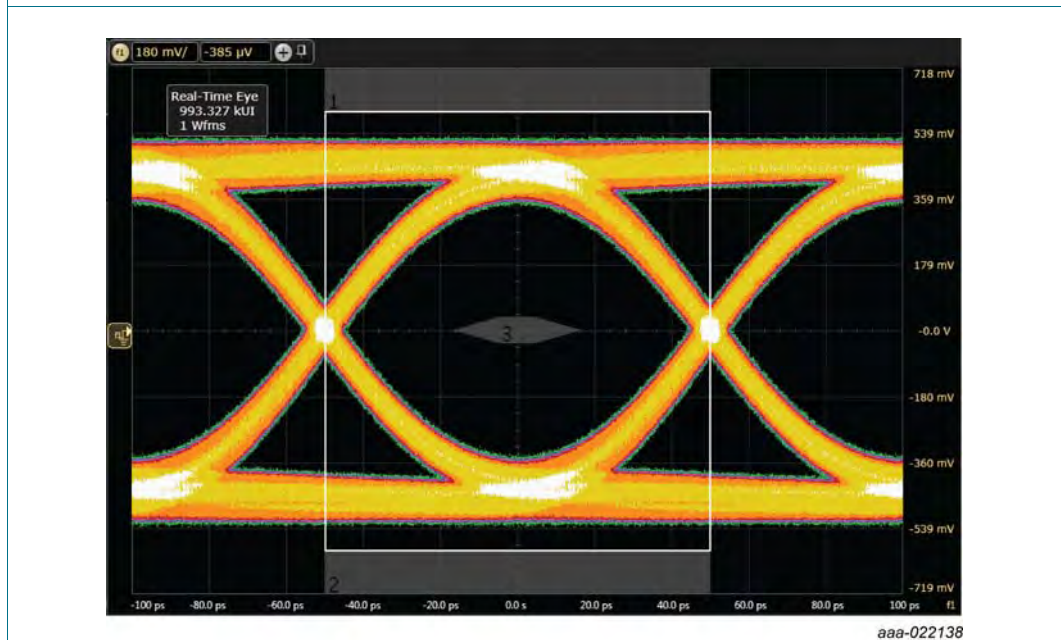 f1 180 mV/ -385 µV
1
Real-Time Eye
993.327 kUI
1 Wfms
718 mV
539 mV
359 mV
179 mV
3
-0.0 V
-180 mV
-360 mV
-539 mV
2
-719 mV
-100 ps -80.0 ps -60.0 ps -40.0 ps -20.0 ps 0.0 s 20.0 ps 40.0 ps 60.0 ps 80.0 ps 100 ps f1
aaa-022138